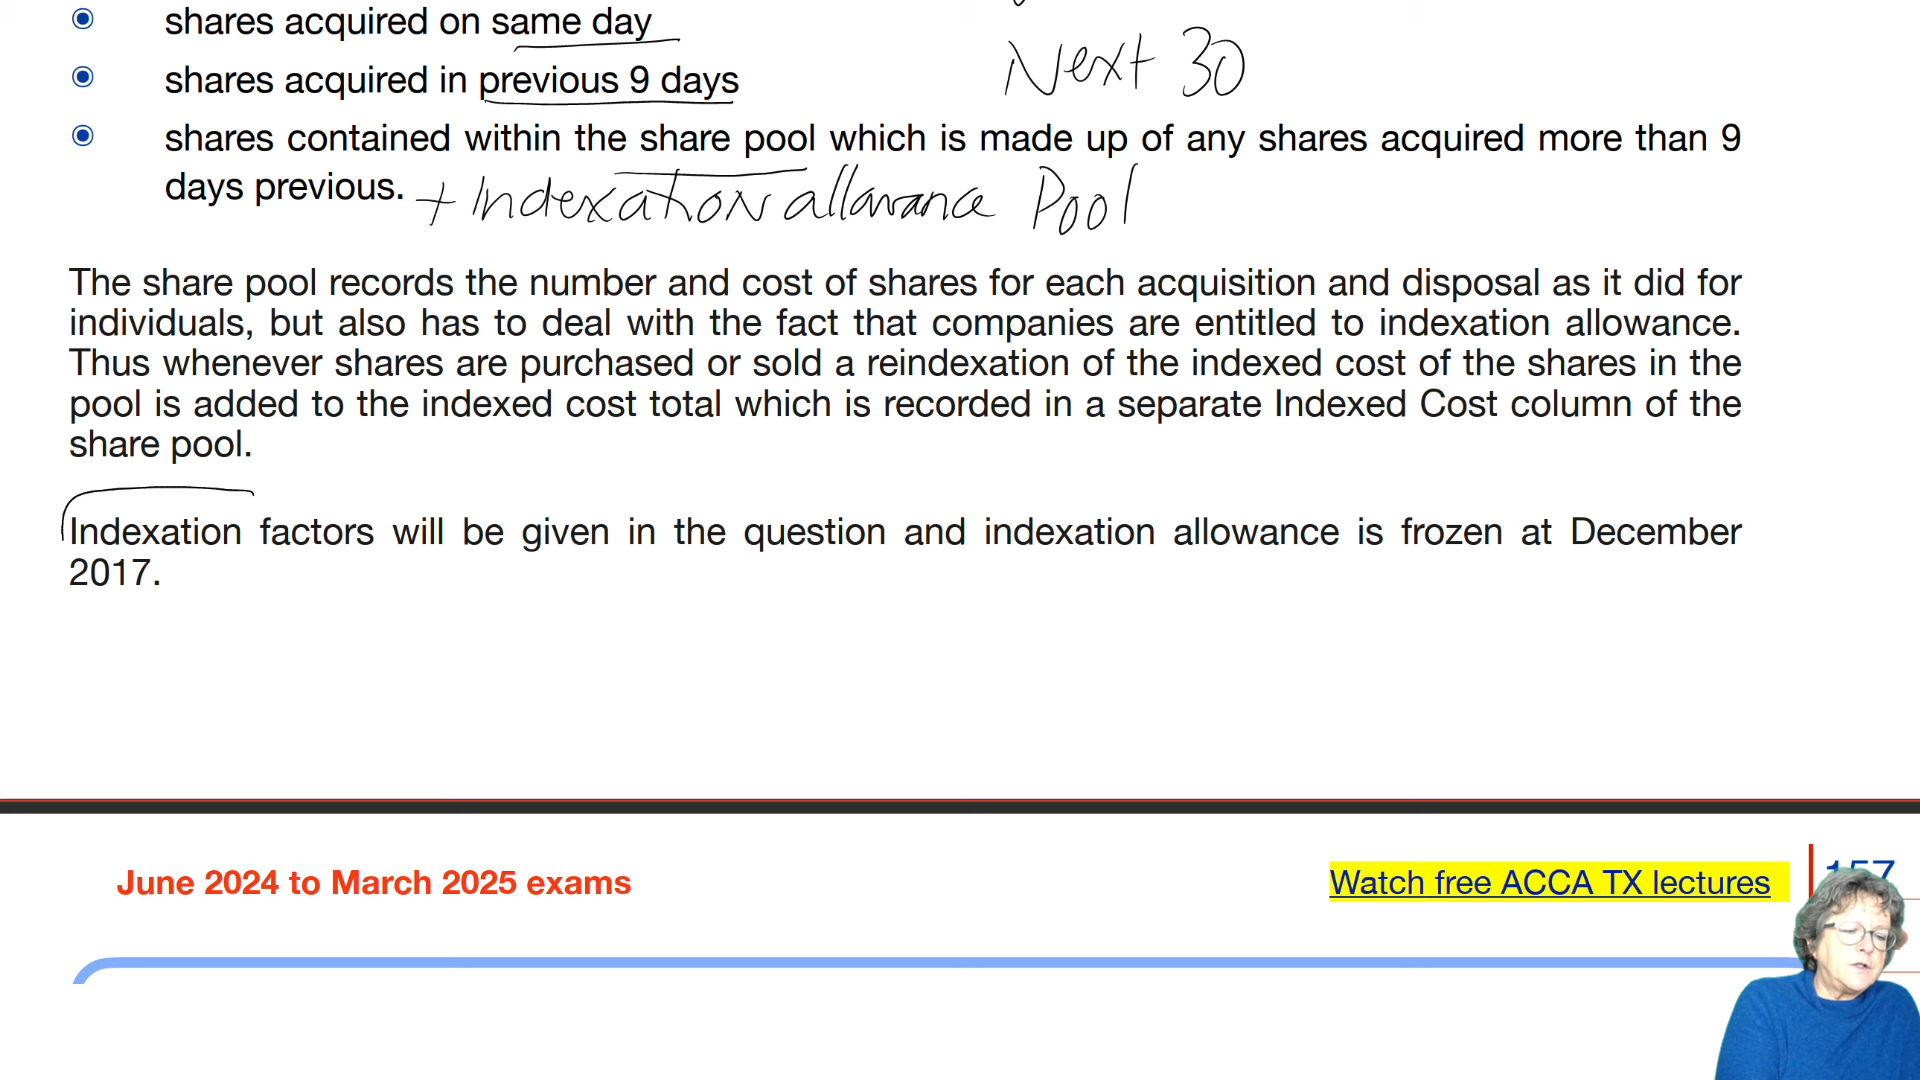 shares acquired on same day
Next 30
shares acquired in previous 9 days
shares contained within the share pool which is made up of any shares acquired more than 9
days previous. + Indexation allowance Pool
The share pool records the number and cost of shares for each acquisition and disposal as it did for
individuals, but also has to deal with the fact that companies are entitled to indexation allowance.
Thus whenever shares are purchased or sold a reindexation of the indexed cost of the shares in the
pool is added to the indexed cost total which is recorded in a separate Indexed Cost column of the
share pool.
Indexation factors will be given in the question and indexation allowance is frozen at December
2017.
June 2024 to March 2025 exams
Watch free ACCA TX lectures
157